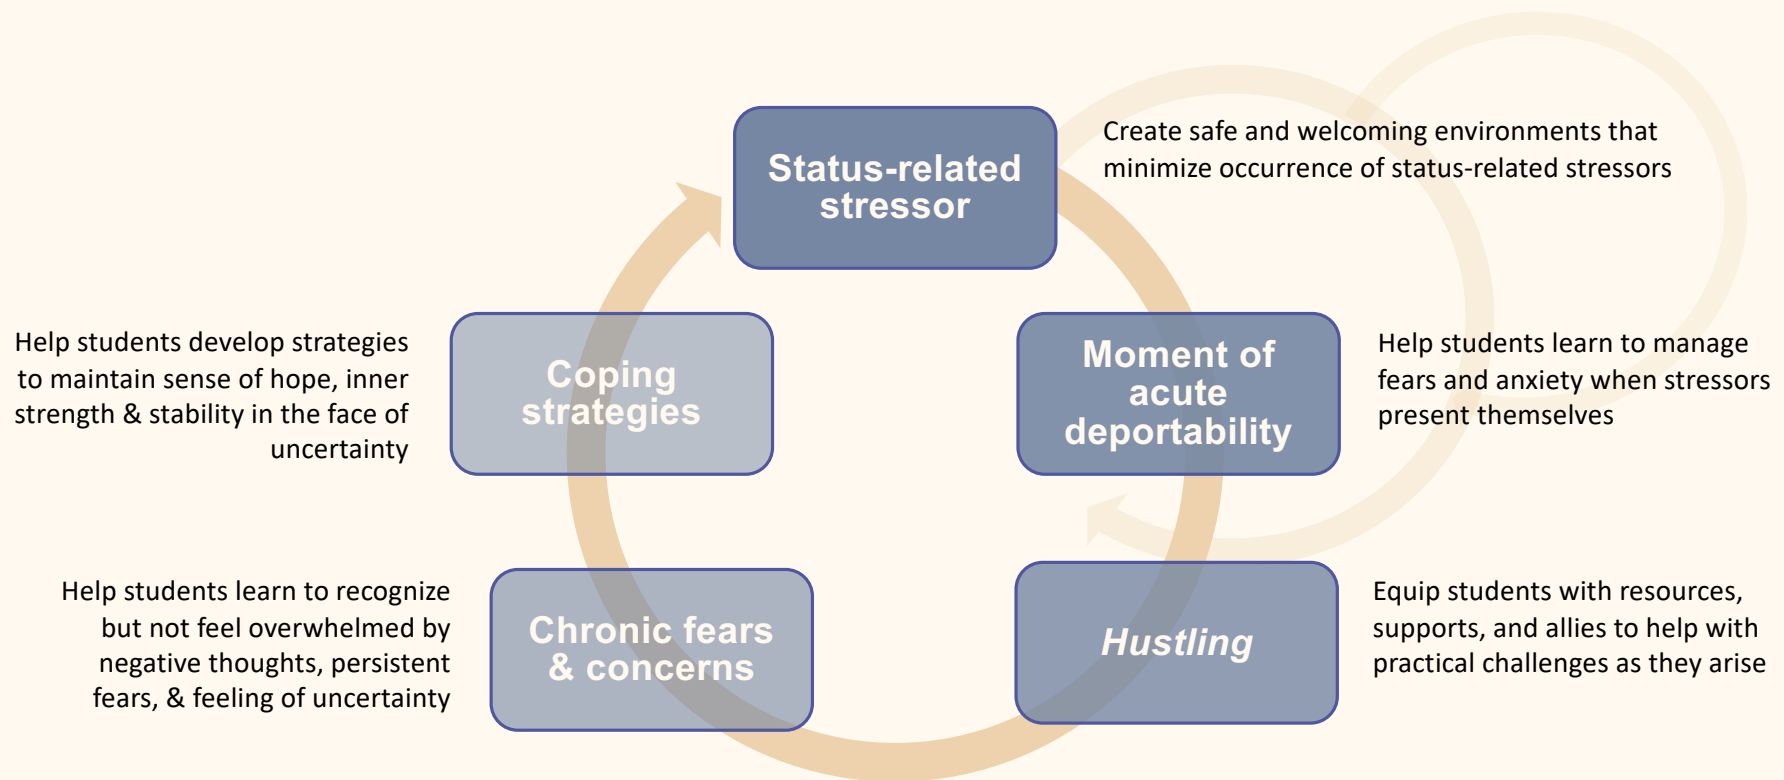 Status-related
stressor
Create safe and welcoming environments that
minimize occurrence of status-related stressors
Moment of
acute
deportability
Help students learn to manage
fears and anxiety when stressors
present themselves
Hustling
Equip students with resources,
supports, and allies to help with
practical challenges as they arise
Chronic fears
& concerns
Help students learn to recognize
but not feel overwhelmed by
negative thoughts, persistent
fears, & feeling of uncertainty
Coping
strategies
Help students develop strategies
to maintain sense of hope, inner
strength & stability in the face of
uncertainty